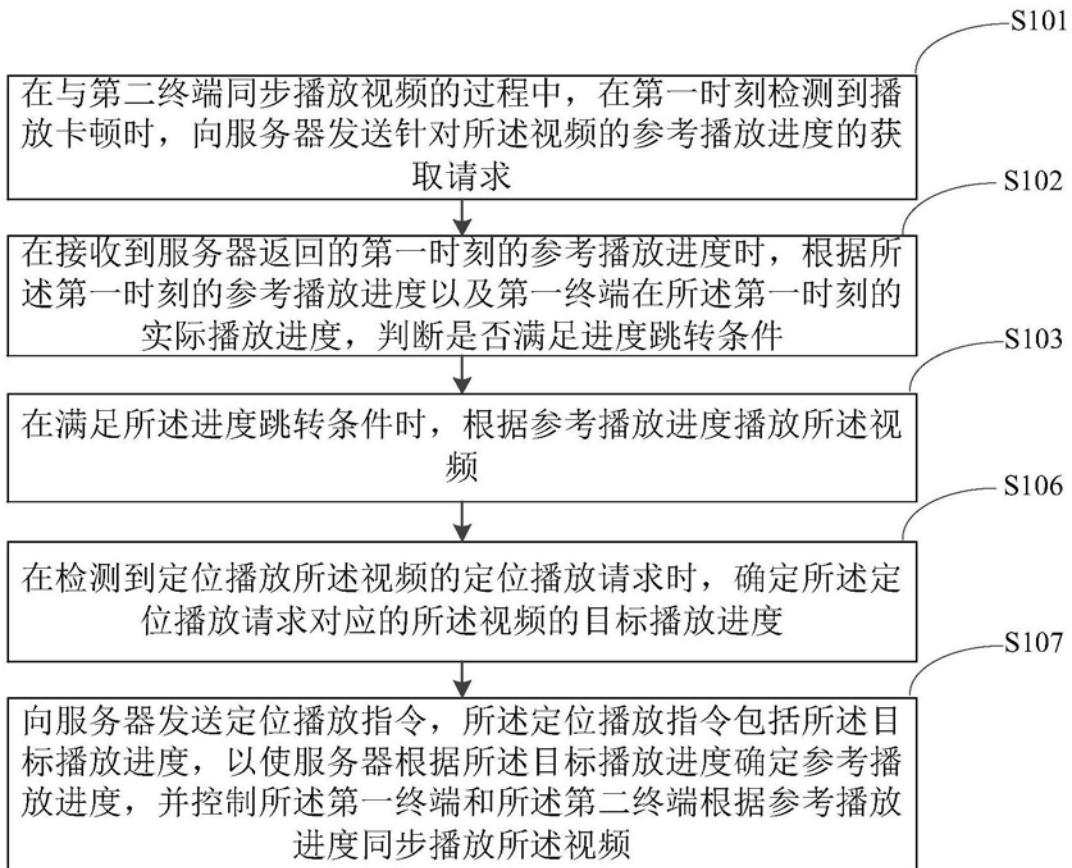 S101
在与第二终端同步播放视频的过程中，在第一时刻检测到播
放卡顿时，向服务器发送针对所述视频的参考播放进度的获
取请求
S102
在接收到服务器返回的第一时刻的参考播放进度时，根据所
述第一时刻的参考播放进度以及第一终端在所述第一时刻的
实际播放进度，判断是否满足进度跳转条件
S103
在满足所述进度跳转条件时，根据参考播放进度播放所述视
频
S106
在检测到定位播放所述视频的定位播放请求时，确定所述定
位播放请求对应的所述视频的目标播放进度
S107
向服务器发送定位播放指令，所述定位播放指令包括所述目
标播放进度，以使服务器根据所述目标播放进度确定参考播
放进度，并控制所述第一终端和所述第二终端根据参考播放
进度同步播放所述视频